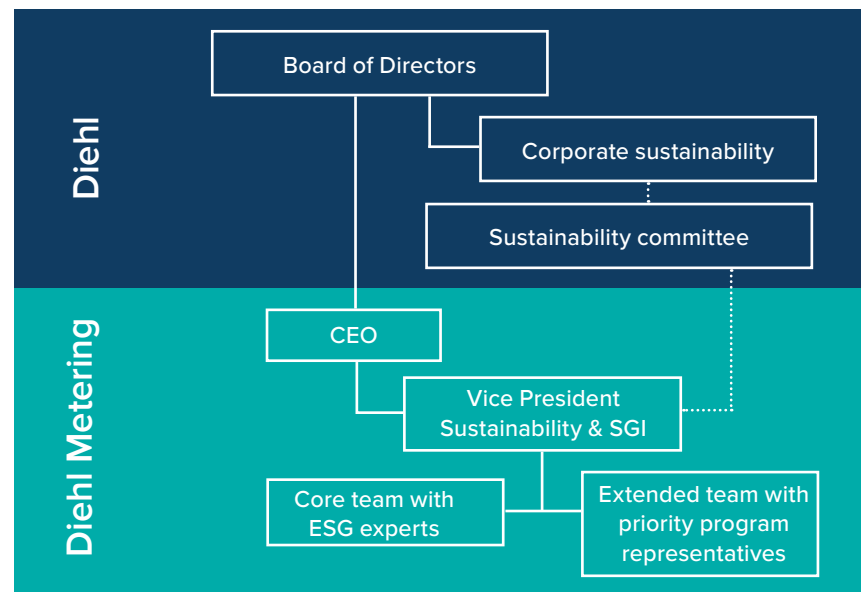 Diehl
Board of Directors
Corporate sustainability
Sustainability committee
Diehl Metering
CEO
Vice President
Sustainability & SGI
Core team with
ESG experts
Extended team with
priority program
representatives